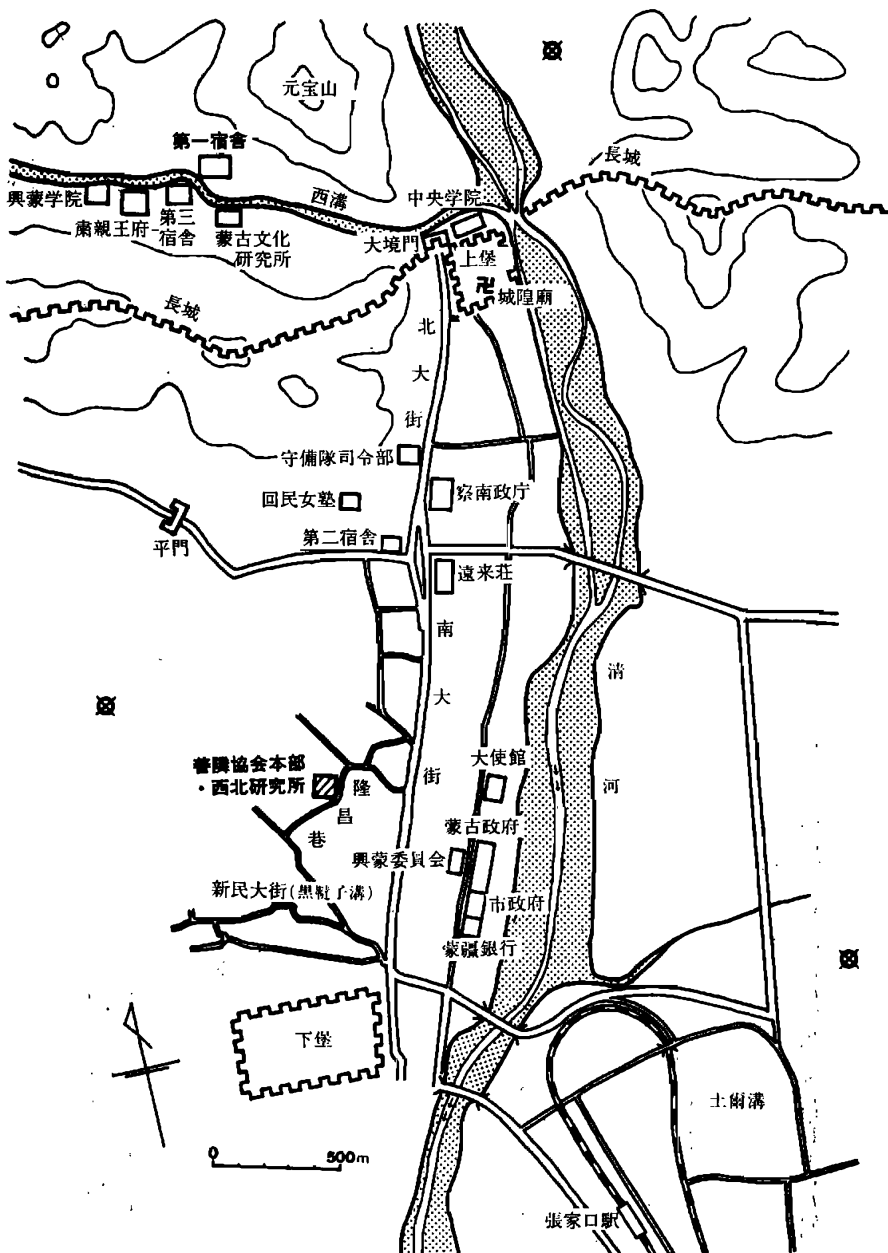 元宝山
第一宿舎
長城
興蒙学院
粛親王府
第三
宿舎
蒙古文化
研究所
西溝
中央学院
大境門
上堡
卍
城隍廟
長城
北大街
守備隊司令部
察南政庁
回民女塾
平門
第二宿舎
遠来荘
南大街
清河
善隣協会本部
・西北研究所
隆昌巷
大使館
蒙古政府
興蒙委員会
市政府
蒙疆銀行
新民大街(黒韃子溝)
下堡
土爾溝
0 500m
張家口駅